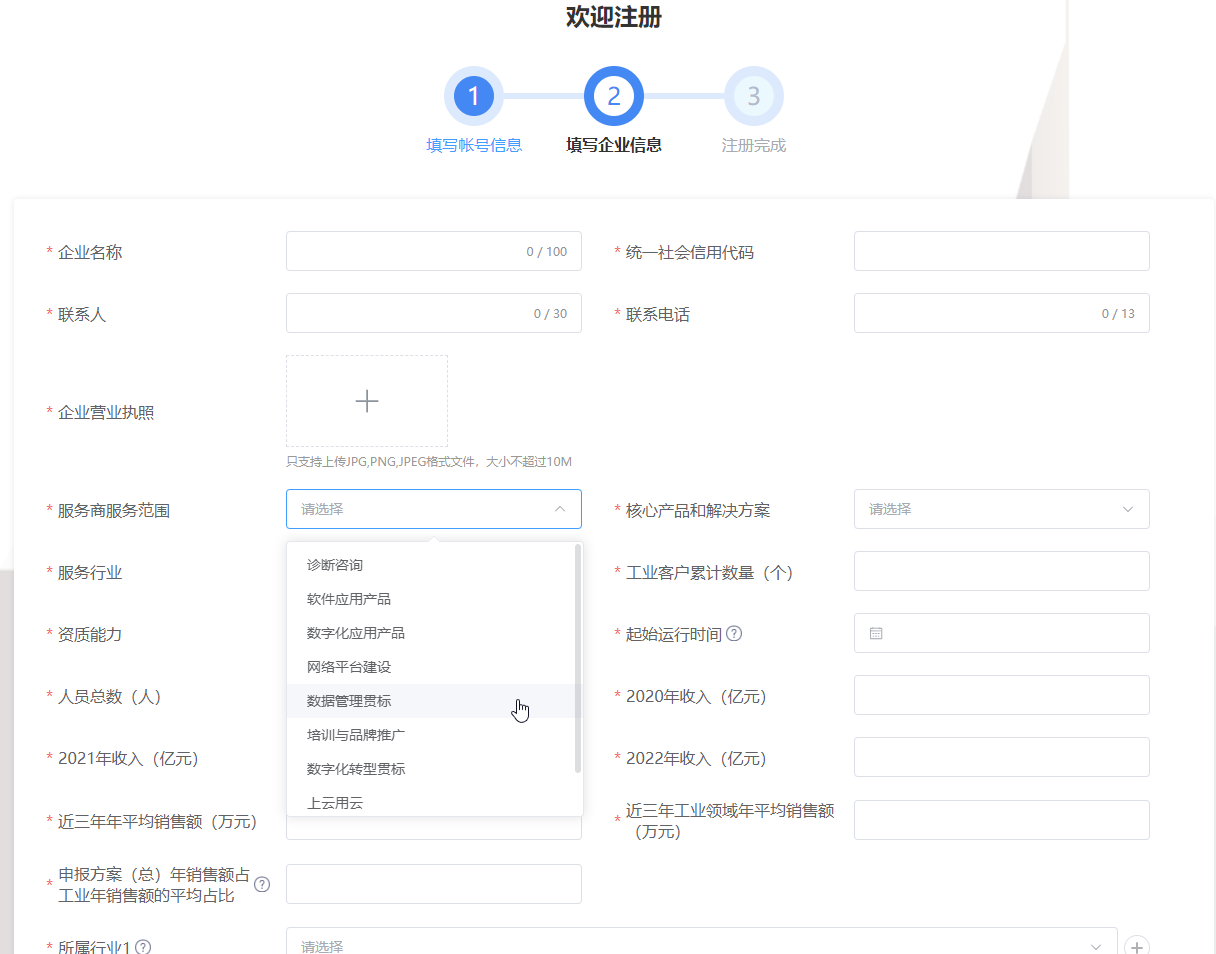 欢迎注册
1
2
3
填写帐号信息
填写企业信息
注册完成
* 企业名称
0 / 100
* 统一社会信用代码
* 联系人
0 / 30
* 联系电话
0 / 13
* 企业营业执照
只支持上传JPG,PNG,JPEG格式文件，大小不超过10M
* 服务商服务范围
请选择
* 核心产品和解决方案
请选择
诊断咨询
软件应用产品
数字化应用产品
网络平台建设
数据管理贯标
培训与品牌推广
数字化转型贯标
上云用云
* 服务行业
* 工业客户累计数量（个）
* 资质能力
* 起始运行时间 ?
* 人员总数（人）
* 2020年收入（亿元）
* 2021年收入（亿元）
* 2022年收入（亿元）
* 近三年年平均销售额（万元）
* 近三年工业领域年平均销售额
（万元）
* 申报方案（总）年销售额占
工业年销售额的平均占比 ?
* 所属行业1 ?
请选择